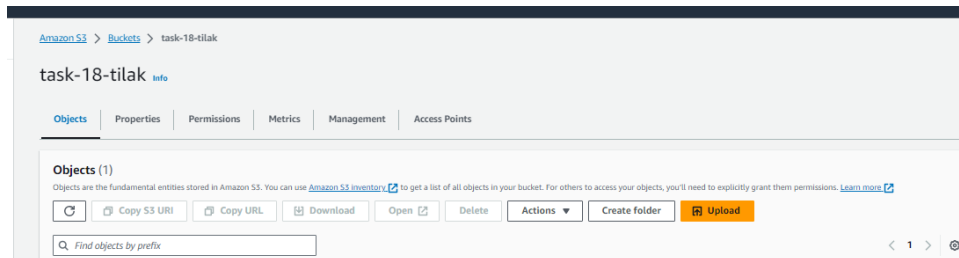 Amazon S3 > Buckets > task-18-tilak
task-18-tilak Info
Objects Properties Permissions Metrics Management Access Points
Objects (1)
Objects are the fundamental entities stored in Amazon S3. You can use Amazon S3 inventory to get a list of all objects in your bucket. For others to access your objects, you'll need to explicitly grant them permissions. Learn more
Copy S3 URI Copy URL Download Open Delete Actions Create folder Upload
Find objects by prefix < 1 >